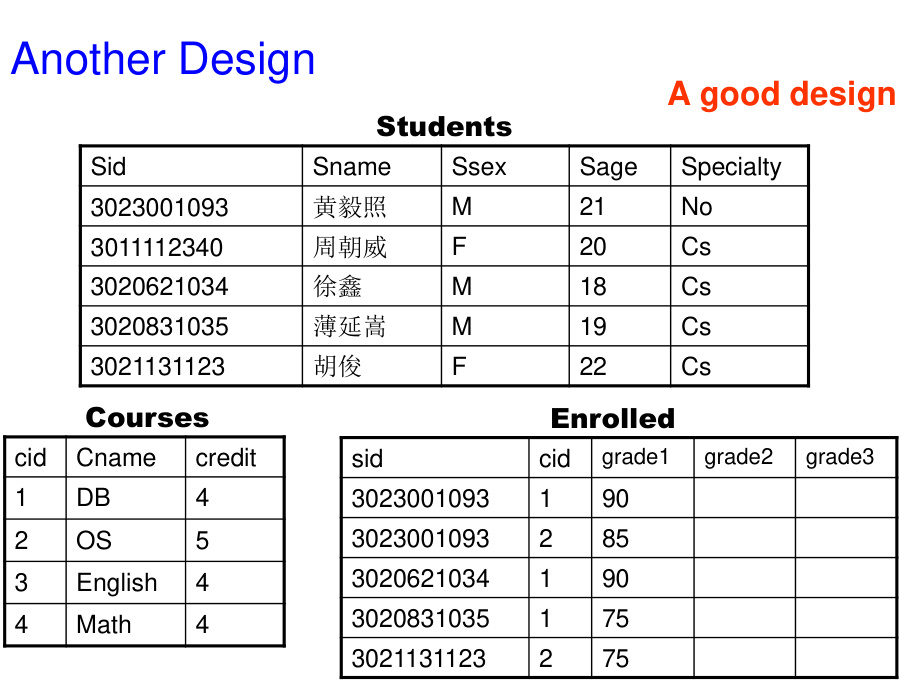 Another Design
A good design
Students
Sid Sname Ssex Sage Specialty
3023001093 黄毅照 M 21 No
3011112340 周朝威 F 20 Cs
3020621034 徐鑫 M 18 Cs
3020831035 薄延嵩 M 19 Cs
3021131123 胡俊 F 22 Cs
Courses
cid Cname credit
1 DB 4
2 OS 5
3 English 4
4 Math 4
Enrolled
sid cid grade1 grade2 grade3
3023001093 1 90
3023001093 2 85
3020621034 1 90
3020831035 1 75
3021131123 2 75